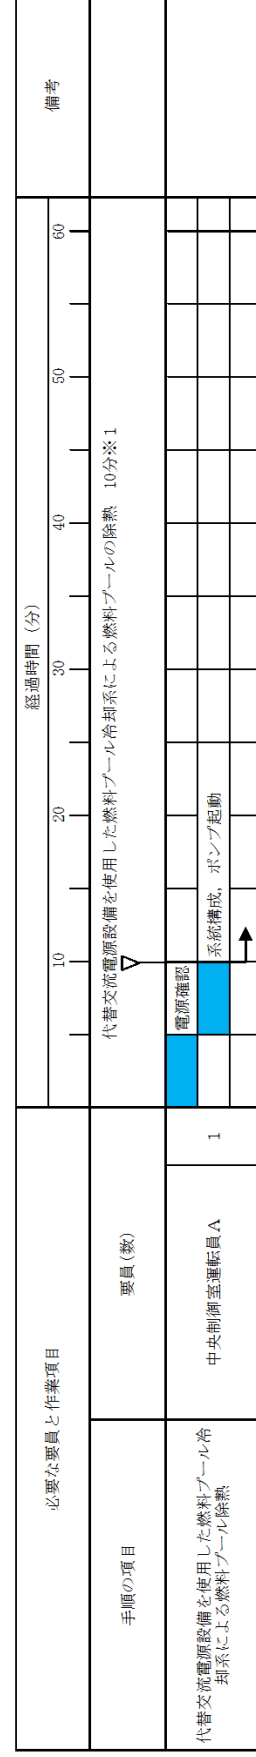 必要な要員と作業項目
経過時間（分）
備考
10 20 30 40 50 60
手順の項目
要員(数)
代替交流電源設備を使用した燃料プール冷却系による燃料プールの除熱　10分※１
代替交流電源設備を使用した燃料プール冷
却系による燃料プール除熱
中央制御室運転員Ａ
1
電源確認
系統構成，ポンプ起動